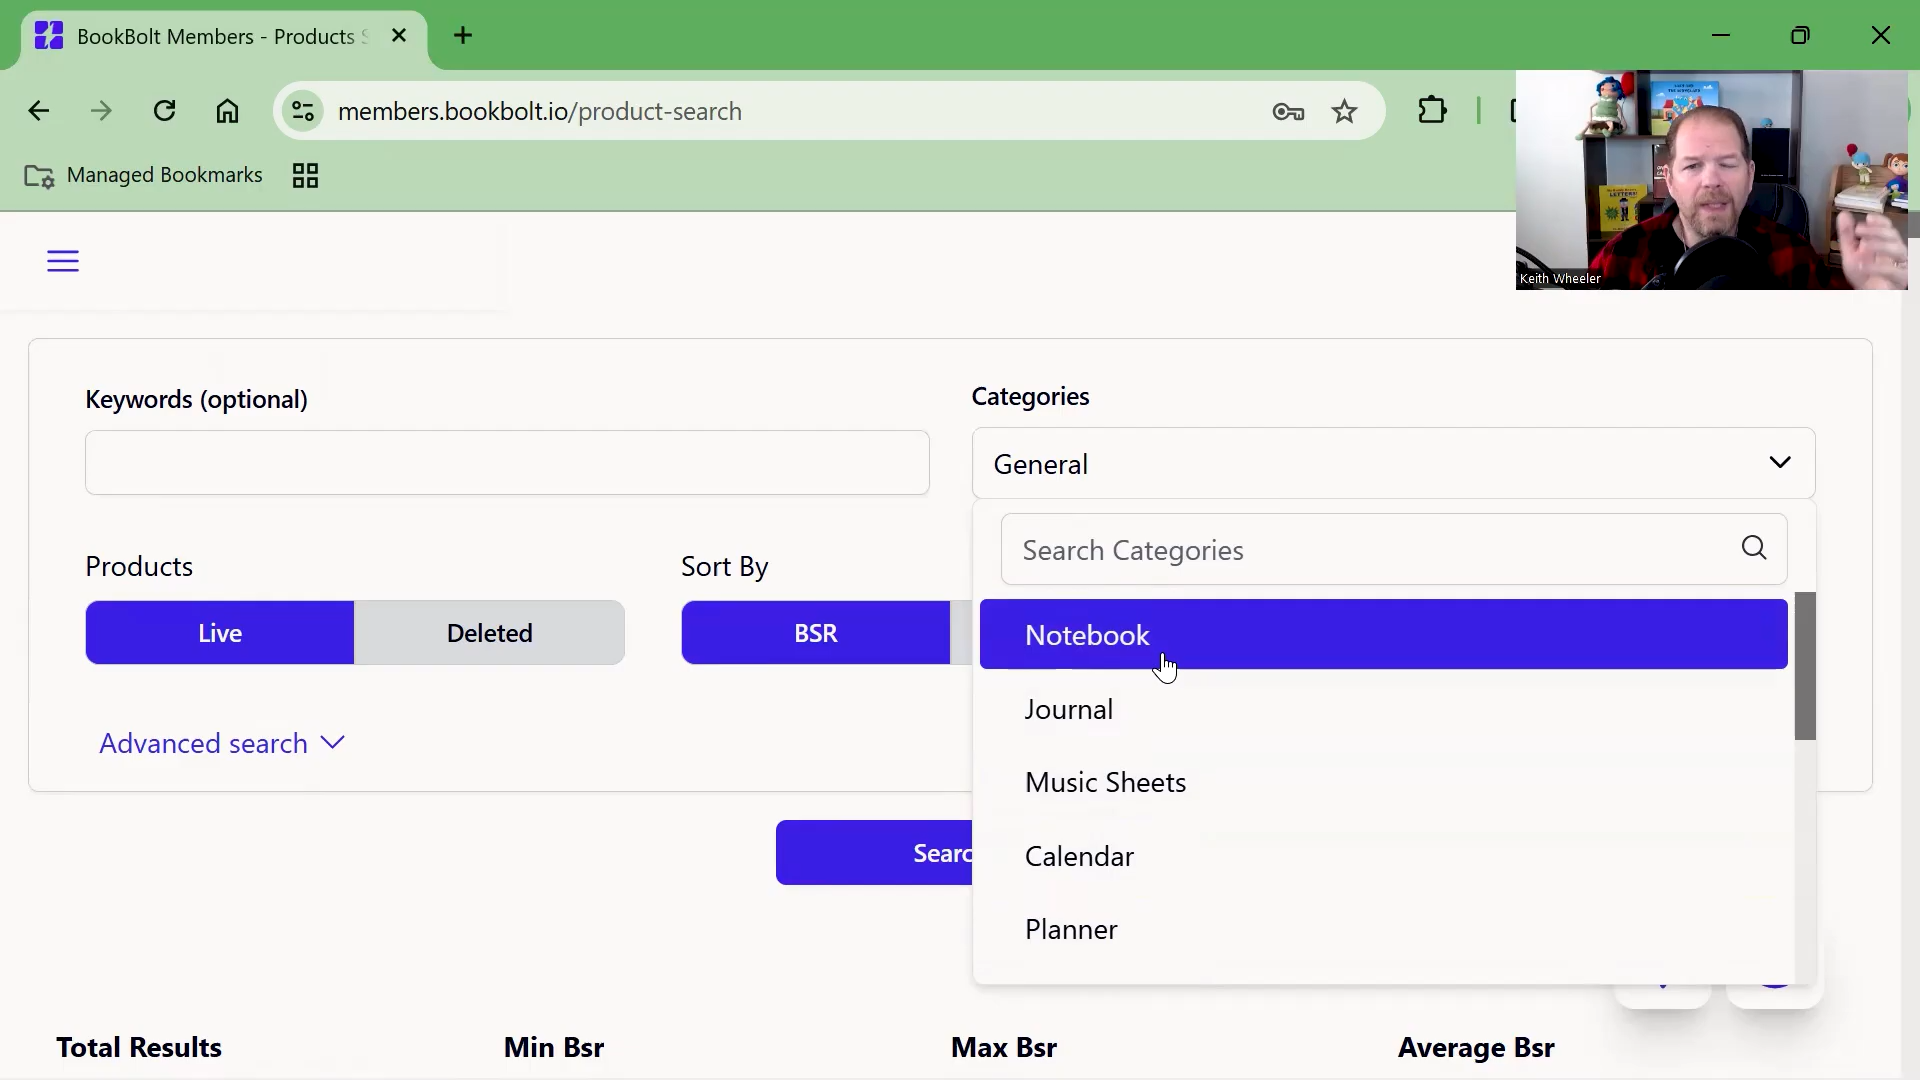 BookBolt Members - Products S
members.bookbolt.io/product-search
Managed Bookmarks
Keith Wheeler
Keywords (optional)
Categories
General
Search Categories
Products
Sort By
Live
Deleted
BSR
Notebook
Journal
Advanced search
Music Sheets
Searc
Calendar
Planner
Total Results
Min Bsr
Max Bsr
Average Bsr